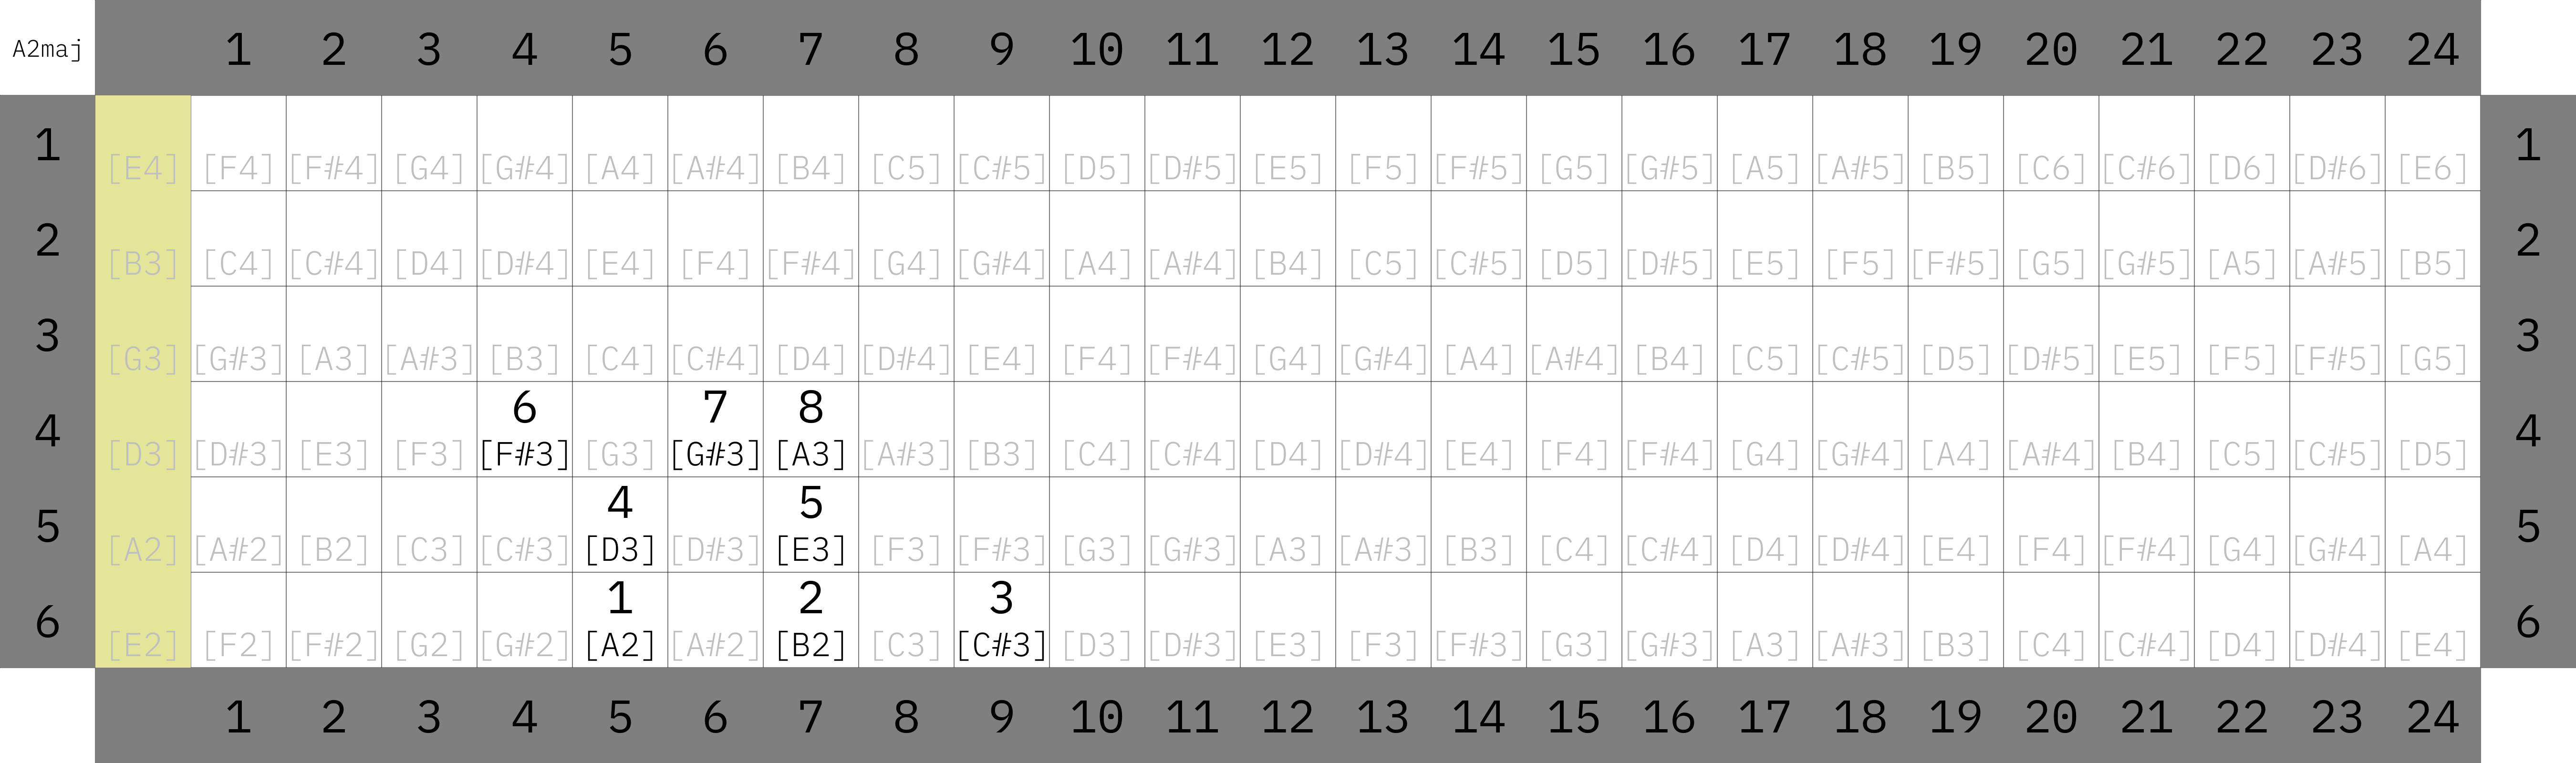 A2maj 1 2 3 4 5 6 7 8 9 10 11 12 13 14 15 16 17 18 19 20 21 22 23 24
1 [E4] [F4] [F#4] [G4] [G#4] [A4] [A#4] [B4] [C5] [C#5] [D5] [D#5] [E5] [F5] [F#5] [G5] [G#5] [A5] [A#5] [B5] [C6] [C#6] [D6] [D#6] [E6] 1
2 [B3] [C4] [C#4] [D4] [D#4] [E4] [F4] [F#4] [G4] [G#4] [A4] [A#4] [B4] [C5] [C#5] [D5] [D#5] [E5] [F5] [F#5] [G5] [G#5] [A5] [A#5] [B5] 2
3 [G3] [G#3] [A3] [A#3] [B3] [C4] [C#4] [D4] [D#4] [E4] [F4] [F#4] [G4] [G#4] [A4] [A#4] [B4] [C5] [C#5] [D5] [D#5] [E5] [F5] [F#5] [G5] 3
6 7 8
4 [D3] [D#3] [E3] [F3] [F#3] [G3] [G#3] [A3] [A#3] [B3] [C4] [C#4] [D4] [D#4] [E4] [F4] [F#4] [G4] [G#4] [A4] [A#4] [B4] [C5] [C#5] [D5] 4
4 5
5 [A2] [A#2] [B2] [C3] [C#3] [D3] [D#3] [E3] [F3] [F#3] [G3] [G#3] [A3] [A#3] [B3] [C4] [C#4] [D4] [D#4] [E4] [F4] [F#4] [G4] [G#4] [A4] 5
1 2 3
6 [E2] [F2] [F#2] [G2] [G#2] [A2] [A#2] [B2] [C3] [C#3] [D3] [D#3] [E3] [F3] [F#3] [G3] [G#3] [A3] [A#3] [B3] [C4] [C#4] [D4] [D#4] [E4] 6
1 2 3 4 5 6 7 8 9 10 11 12 13 14 15 16 17 18 19 20 21 22 23 24